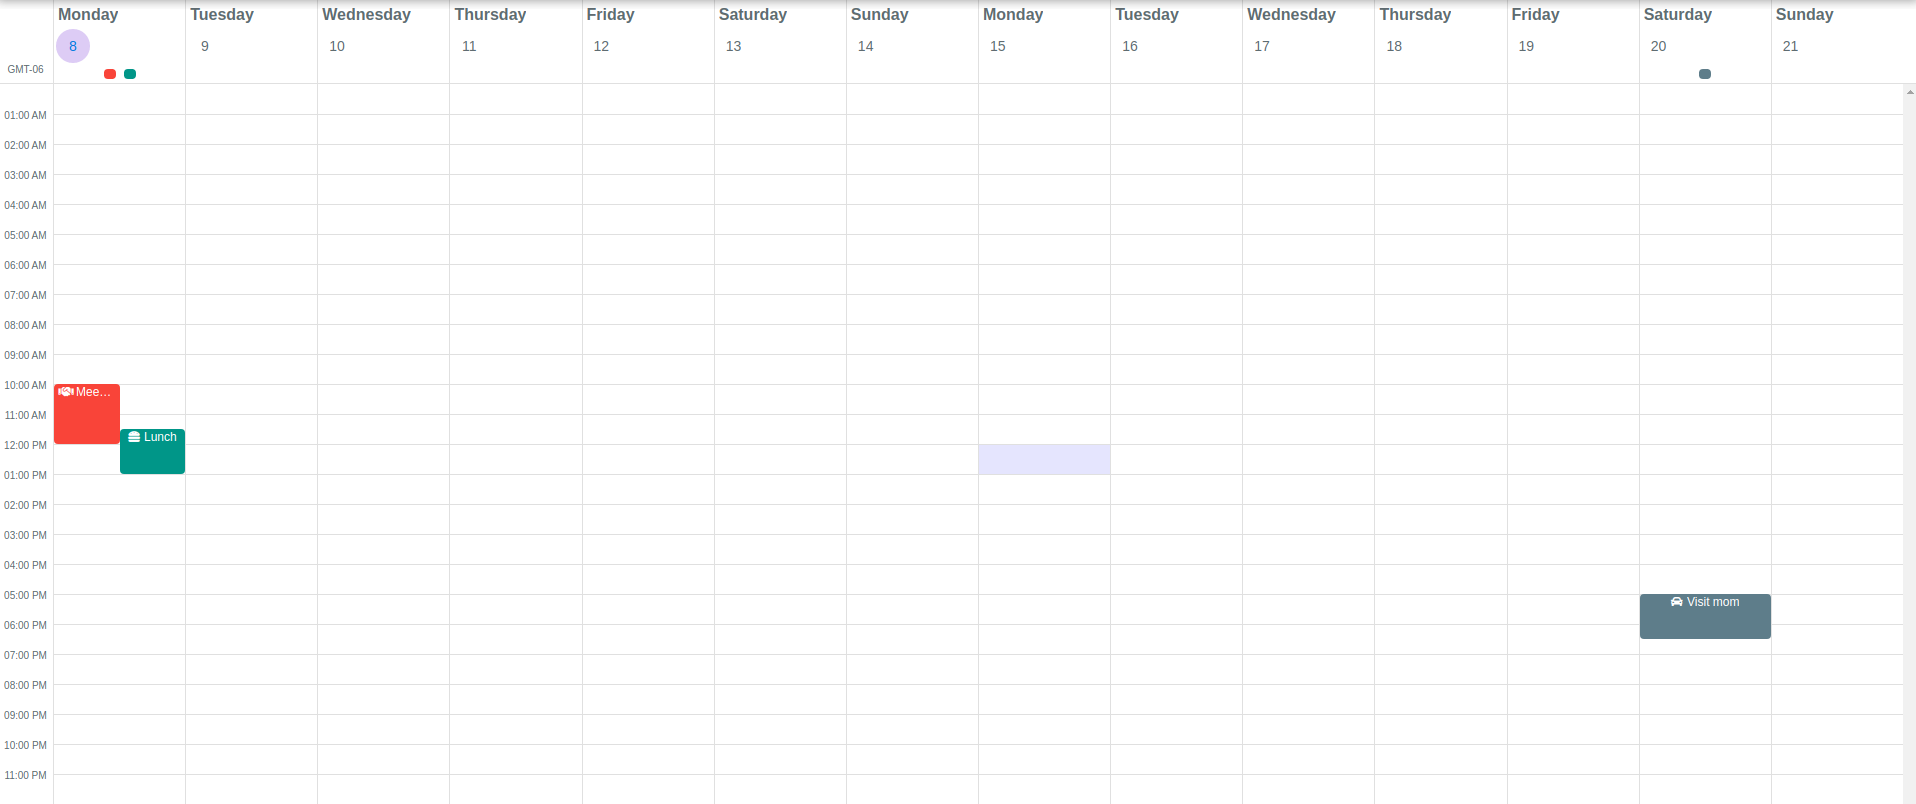 Monday Tuesday Wednesday Thursday Friday Saturday Sunday Monday Tuesday Wednesday Thursday Friday Saturday Sunday
8 9 10 11 12 13 14 15 16 17 18 19 20 21
GMT-06
01:00 AM
02:00 AM
03:00 AM
04:00 AM
05:00 AM
06:00 AM
07:00 AM
08:00 AM
09:00 AM
10:00 AM Mee...
11:00 AM
Lunch
12:00 PM
01:00 PM
02:00 PM
03:00 PM
04:00 PM
05:00 PM Visit mom
06:00 PM
07:00 PM
08:00 PM
09:00 PM
10:00 PM
11:00 PM